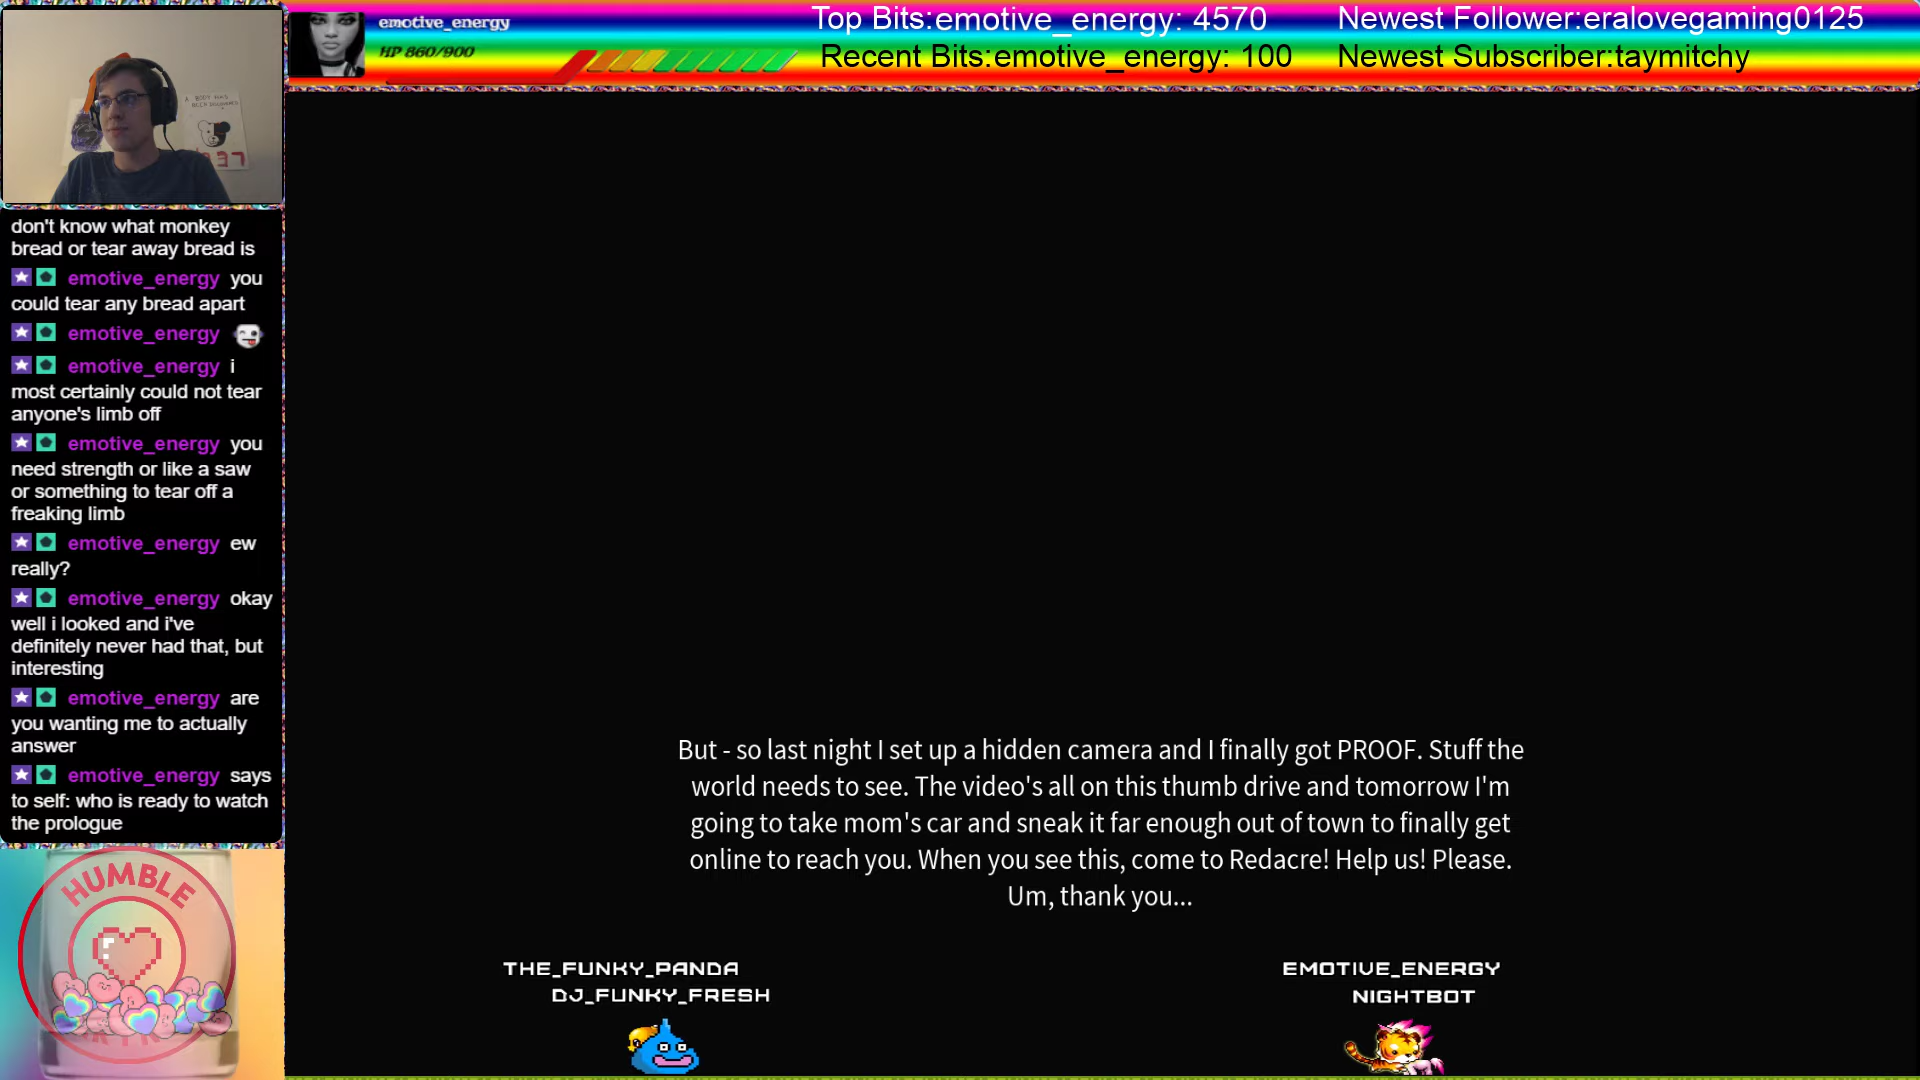 emotive_energy
HP 860/900
Top Bits:emotive_energy: 4570
Newest Follower:eralovegaming0125
Recent Bits:emotive_energy: 100
Newest Subscriber:taymitchy
don't know what monkey
bread or tear away bread is
emotive_energy you
could tear any bread apart
emotive_energy
emotive_energy i
most certainly could not tear
anyone's limb off
emotive_energy you
need strength or like a saw
or something to tear off a
freaking limb
emotive_energy ew
really?
emotive_energy okay
well i looked and i've
definitely never had that, but
interesting
emotive_energy are
you wanting me to actually
answer
emotive_energy says
to self: who is ready to watch
the prologue
HUMBLE
But - so last night I set up a hidden camera and I finally got PROOF. Stuff the
world needs to see. The video's all on this thumb drive and tomorrow I'm
going to take mom's car and sneak it far enough out of town to finally get
online to reach you. When you see this, come to Redacre! Help us! Please.
Um, thank you...
THE_FUNKY_PANDA
DJ_FUNKY_FRESH
EMOTIVE_ENERGY
NIGHTBOT